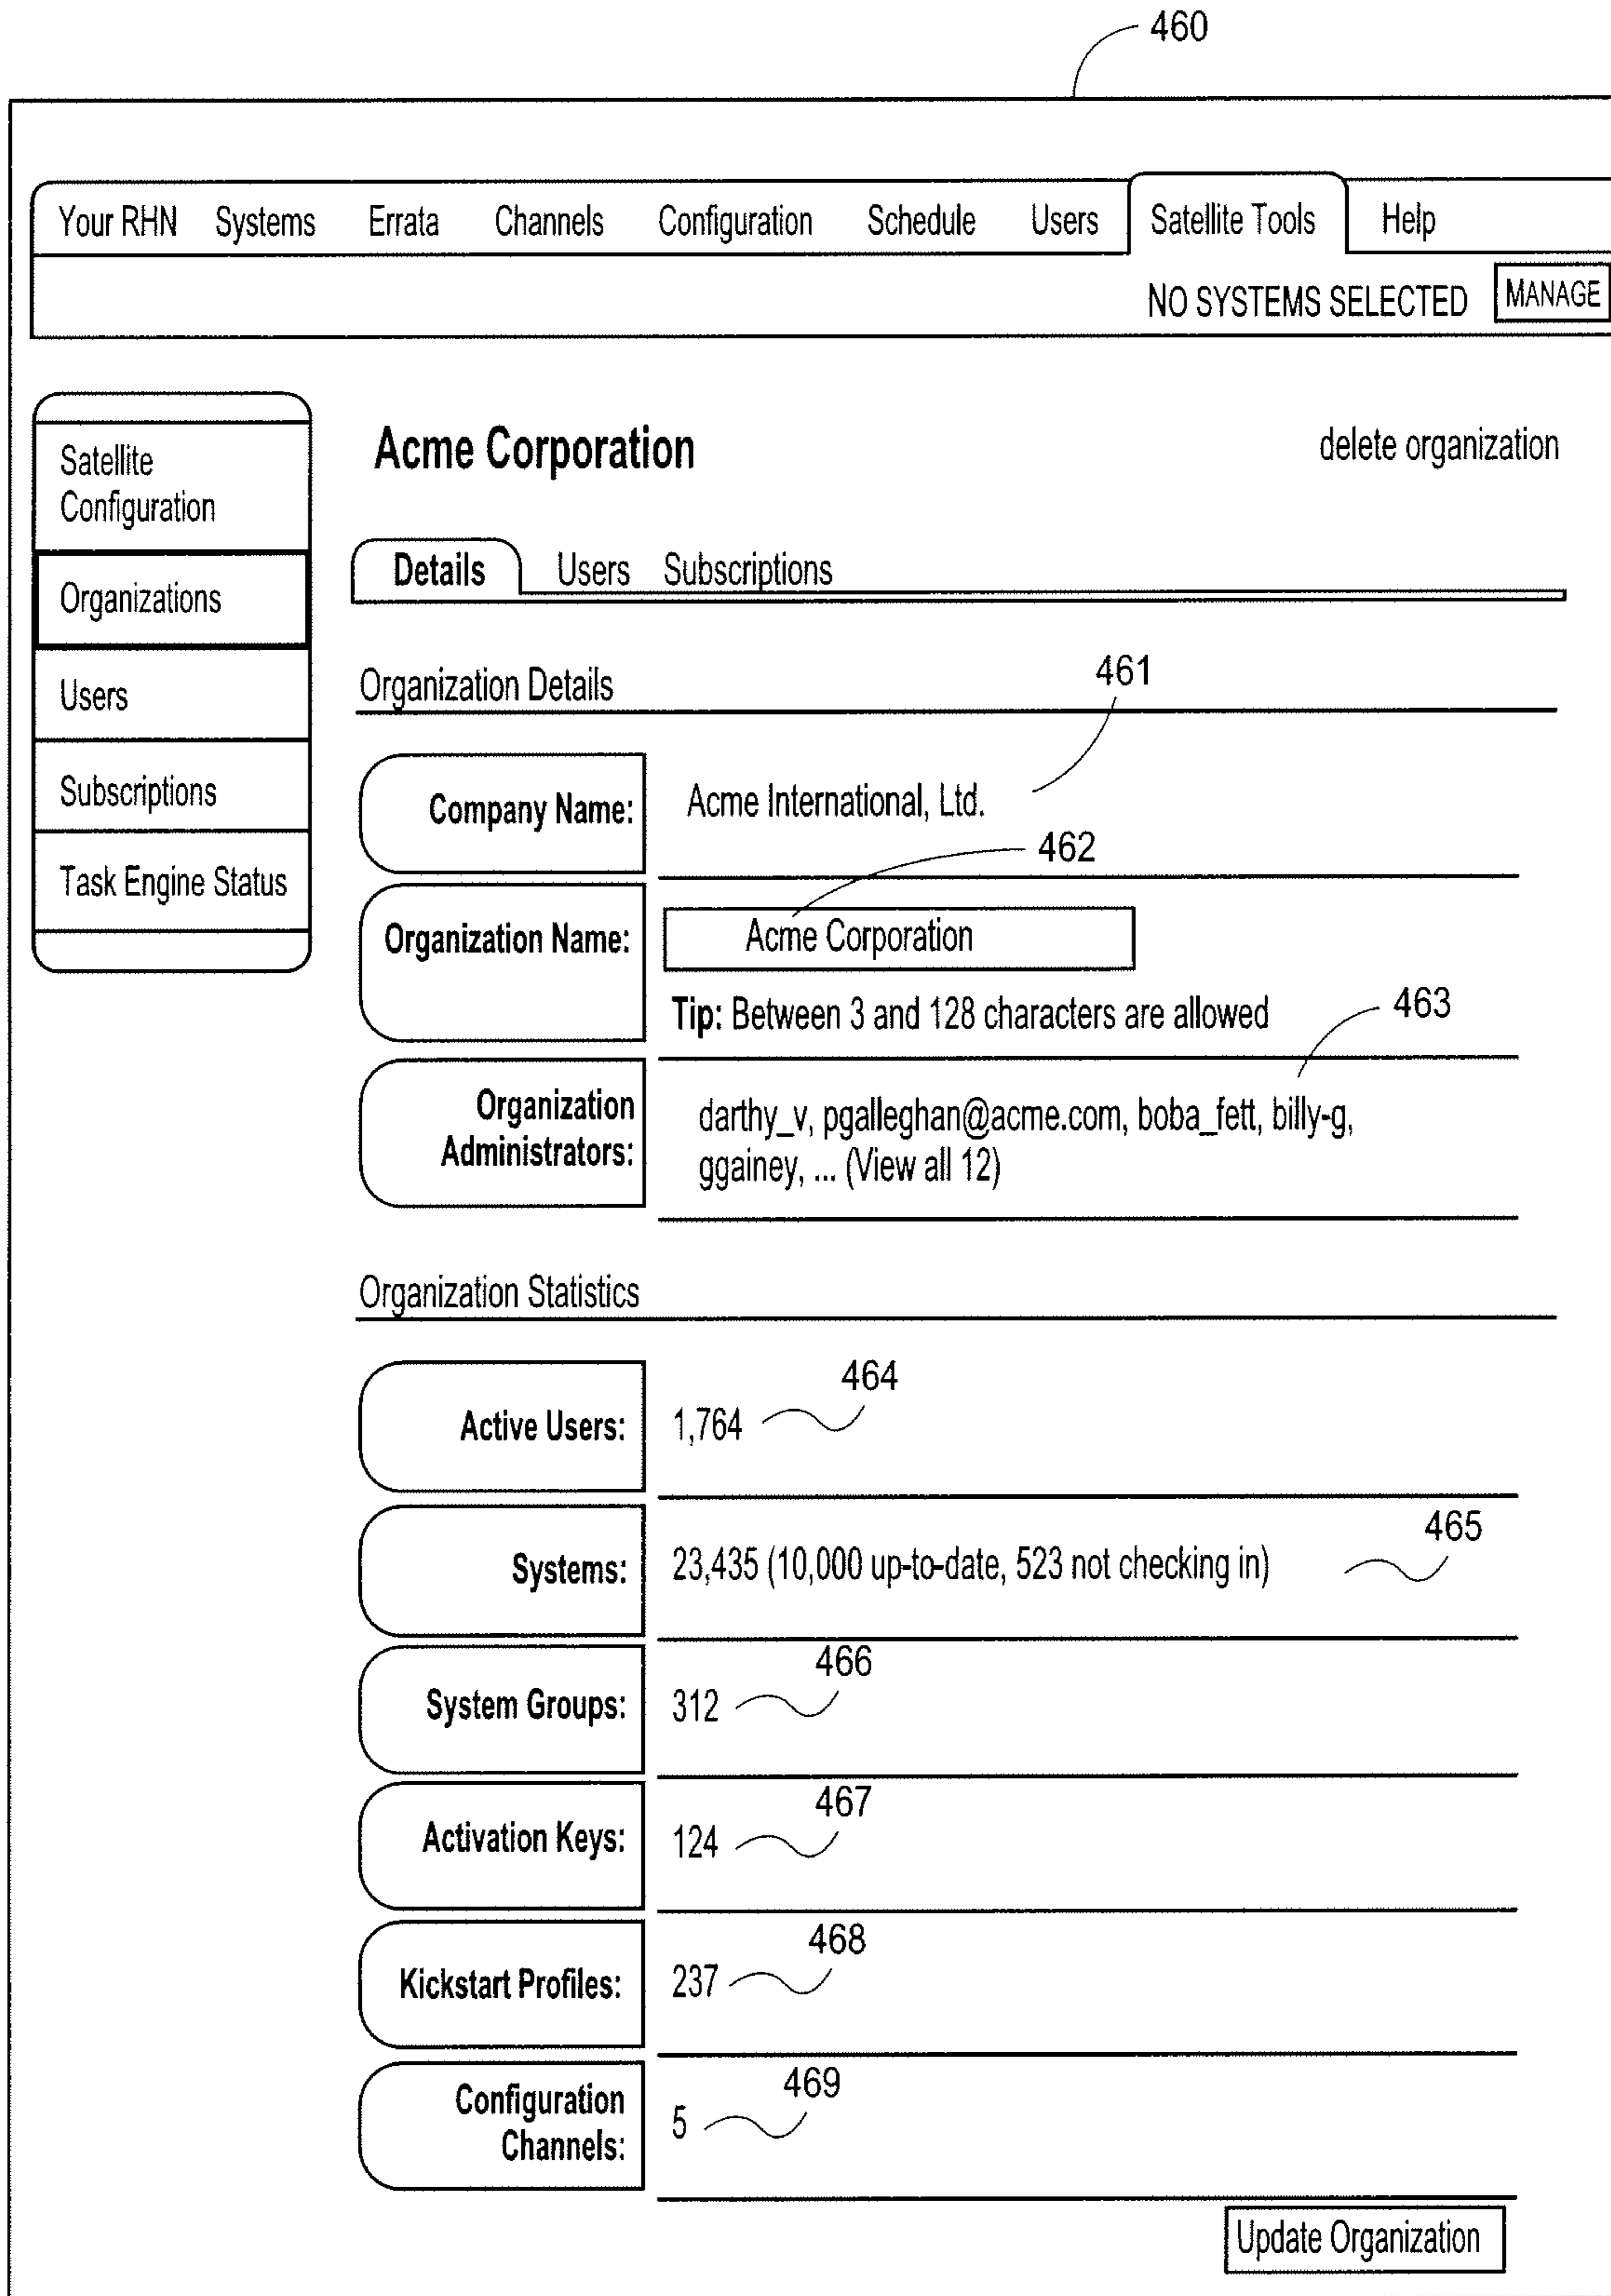 460
Your RHN Systems Errata Channels Configuration Schedule Users Satellite Tools Help
NO SYSTEMS SELECTED MANAGE
Satellite
Configuration
Organizations
Users
Subscriptions
Task Engine Status
Acme Corporation delete organization
Details Users Subscriptions
Organization Details
461
Company Name: Acme International, Ltd.
462
Organization Name: Acme Corporation
Tip: Between 3 and 128 characters are allowed
463
Organization
Administrators:
darthy_v, pgalleghan@acme.com, boba_fett, billy-g,
ggainey, ... (View all 12)
Organization Statistics
464
Active Users: 1,764
465
Systems: 23,435 (10,000 up-to-date, 523 not checking in)
466
System Groups: 312
467
Activation Keys: 124
468
Kickstart Profiles: 237
469
Configuration
Channels:
5
Update Organization